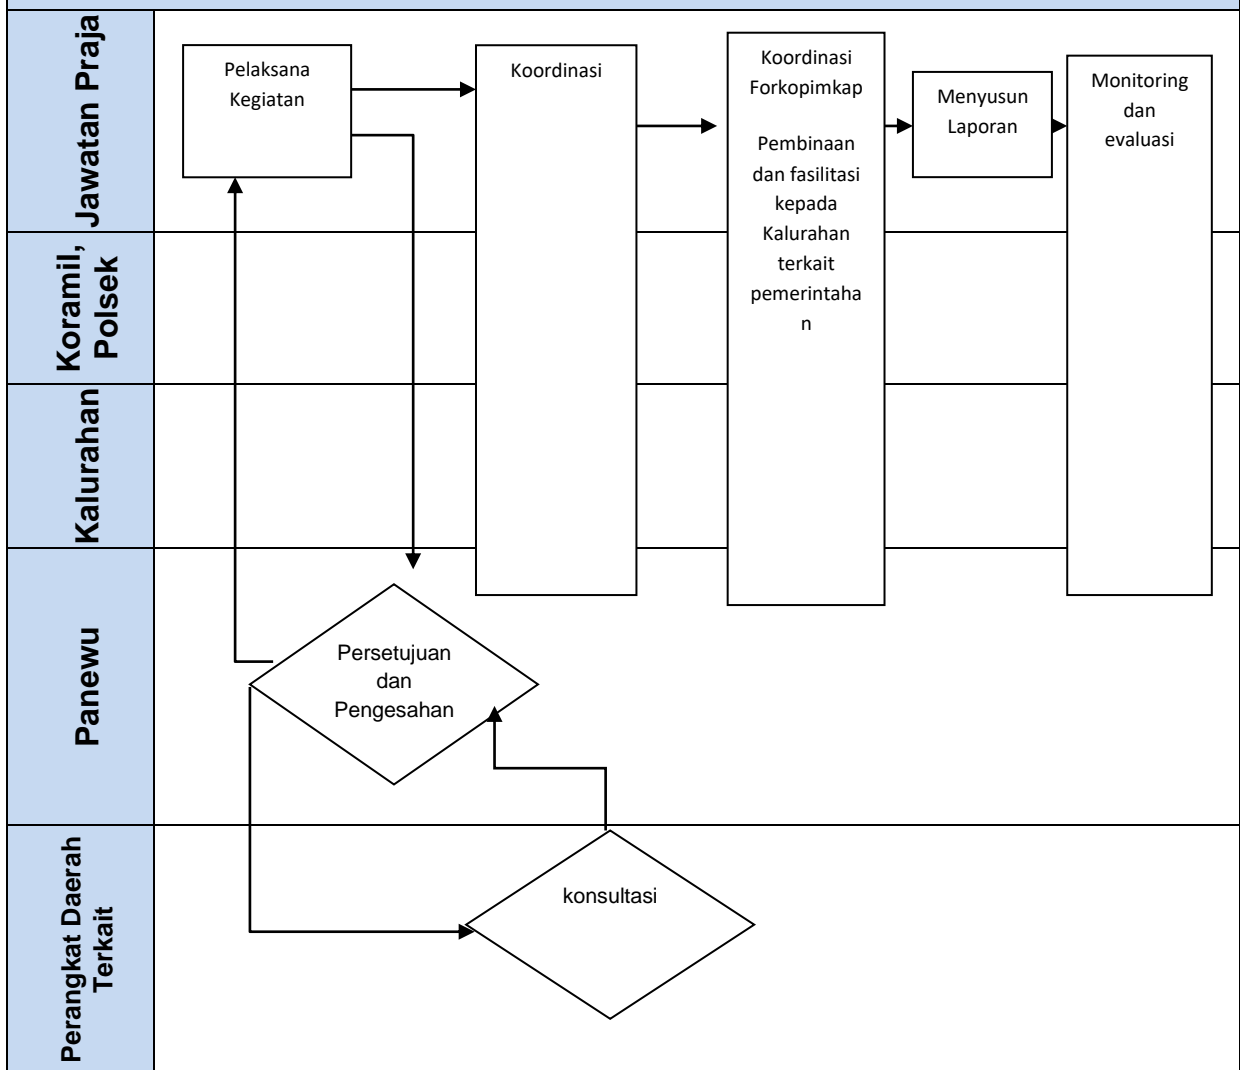 Jawatan Praja
Pelaksana
Kegiatan
Koordinasi
Koordinasi
Forkopimkap
Pembinaan
dan fasilitasi
kepada
Kalurahan
terkait
pemerintaha
n
Menyusun
Laporan
Monitoring
dan
evaluasi
Koramil,
Polsek
Kalurahan
Panewu
Persetujuan
dan
Pengesahan
Perangkat Daerah
Terkait
konsultasi